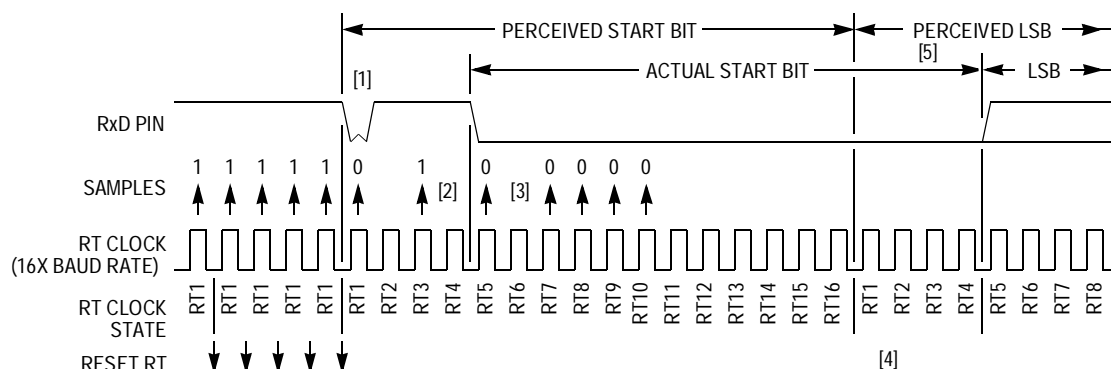 PERCEIVED START BIT PERCEIVED LSB
[1] ACTUAL START BIT [5] LSB
RxD PIN
SAMPLES 1 1 1 1 1 0 1 [2] 0 [3] 0 0 0 0
RT CLOCK
(16X BAUD RATE)
RT CLOCK
STATE
RT1 RT1 RT1 RT1 RT1 RT1 RT2 RT3 RT4 RT5 RT6 RT7 RT8 RT9 RT10 RT11 RT12 RT13 RT14 RT15 RT16 RT1 RT2 RT3 RT4 RT5 RT6 RT7 RT8
RESET RT [4]